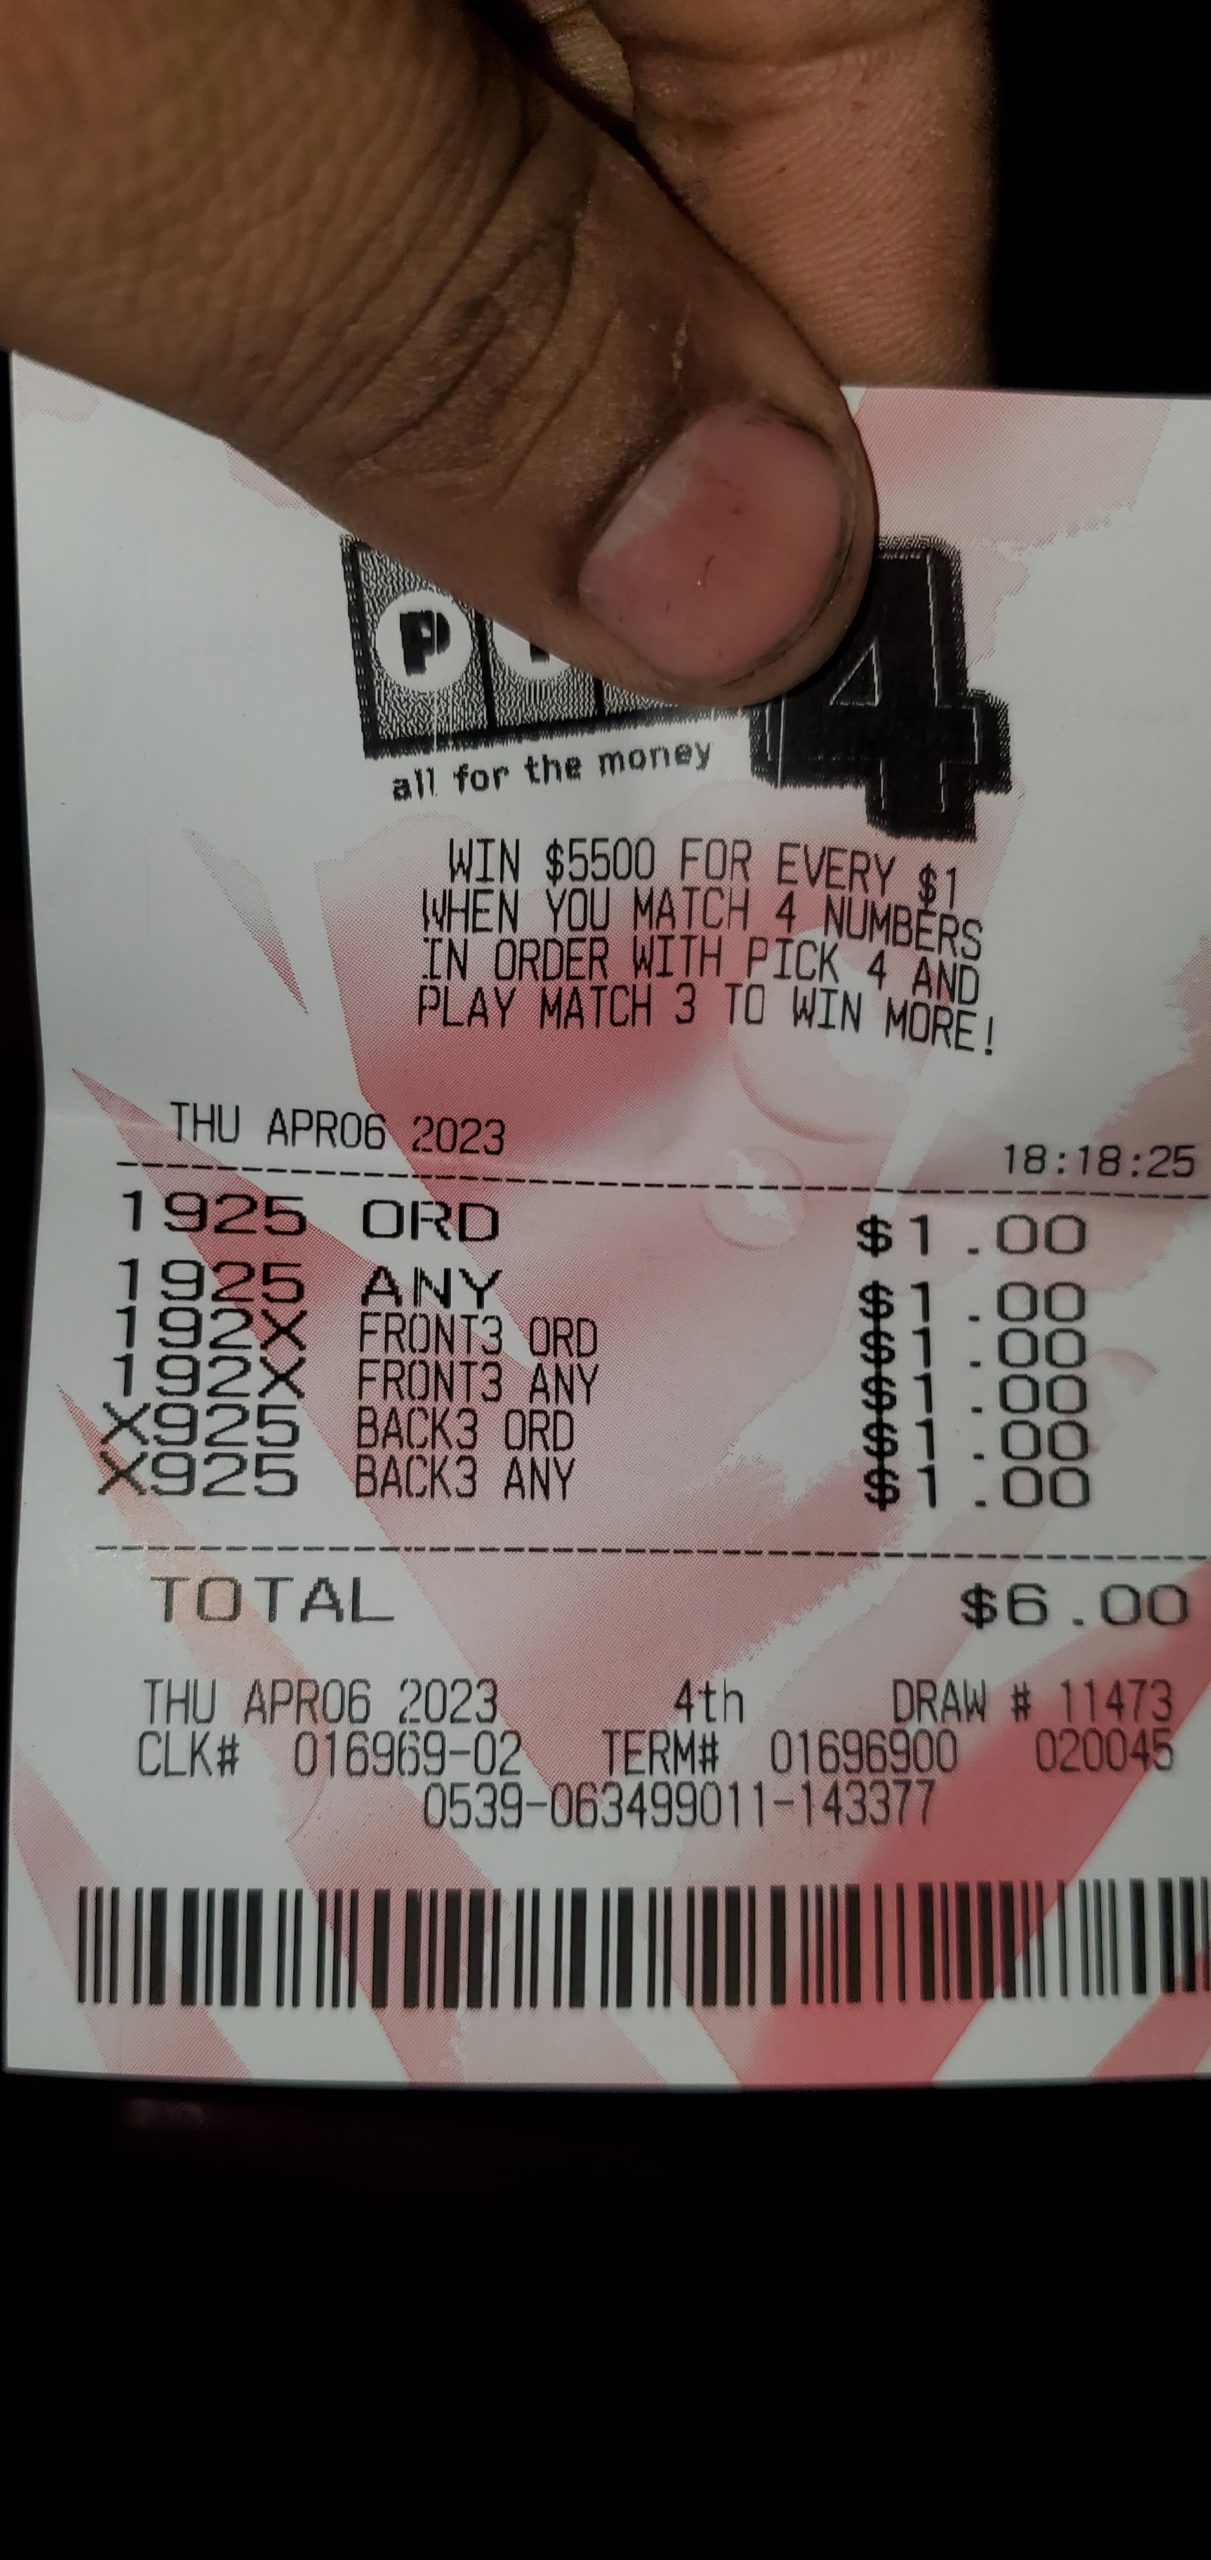 P
4
all for the money
WIN $5500 FOR EVERY $1
WHEN YOU MATCH 4 NUMBERS
IN ORDER WITH PICK 4 AND
PLAY MATCH 3 TO WIN MORE!
THU APR06 2023 18:18:25
1925 ORD $1.00
1925 ANY $1.00
192X FRONT3 ORD $1.00
192X FRONT3 ANY $1.00
X925 BACK3 ORD $1.00
X925 BACK3 ANY $1.00
TOTAL $6.00
THU APR06 2023 4th DRAW # 11473
CLK# 016969-02 TERM# 01696900 020045
0539-063499011-143377